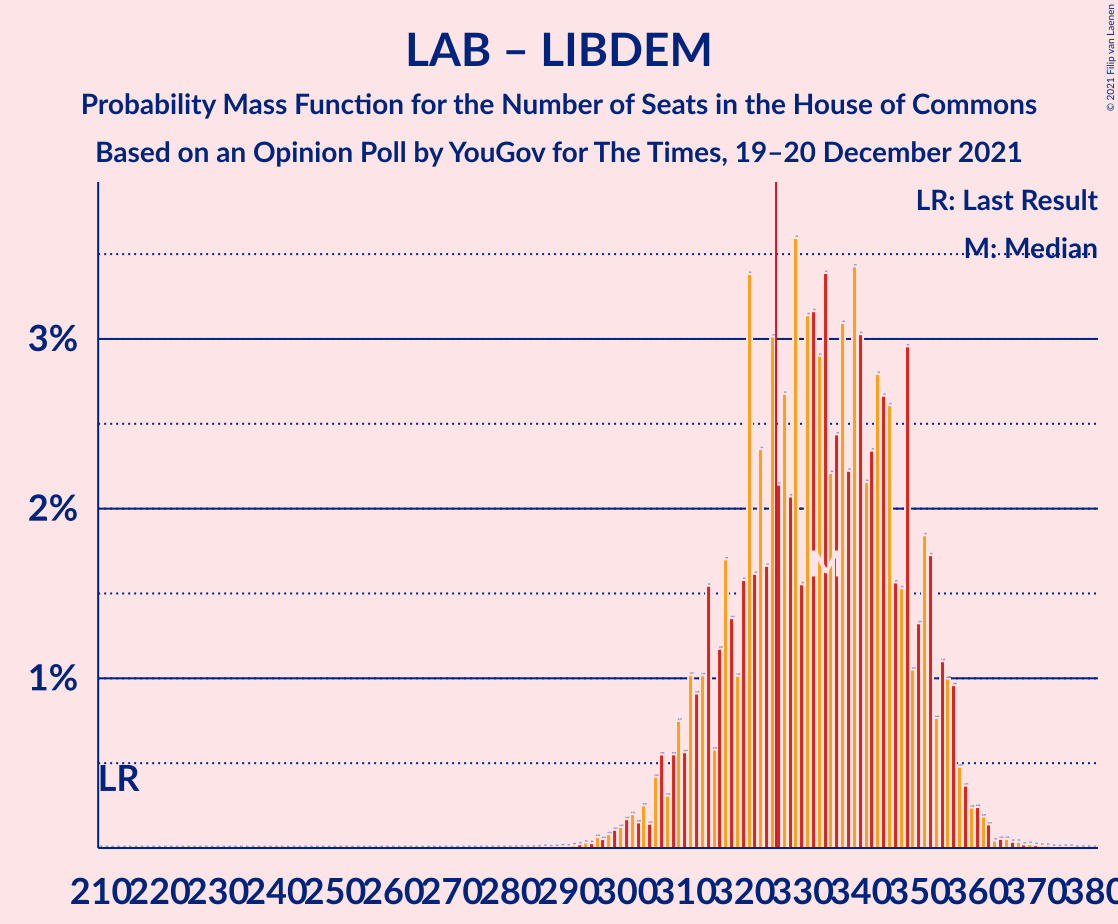 LAB – LIBDEM
Probability Mass Function for the Number of Seats in the House of Commons
Based on an Opinion Poll by YouGov for The Times, 19–20 December 2021
© 2021 Filip van Laenen
LR: Last Result
M: Median
3%
2%
1%
M
LR
210 220 230 240 250 260 270 280 290 300 310 320 330 340 350 360 370 380